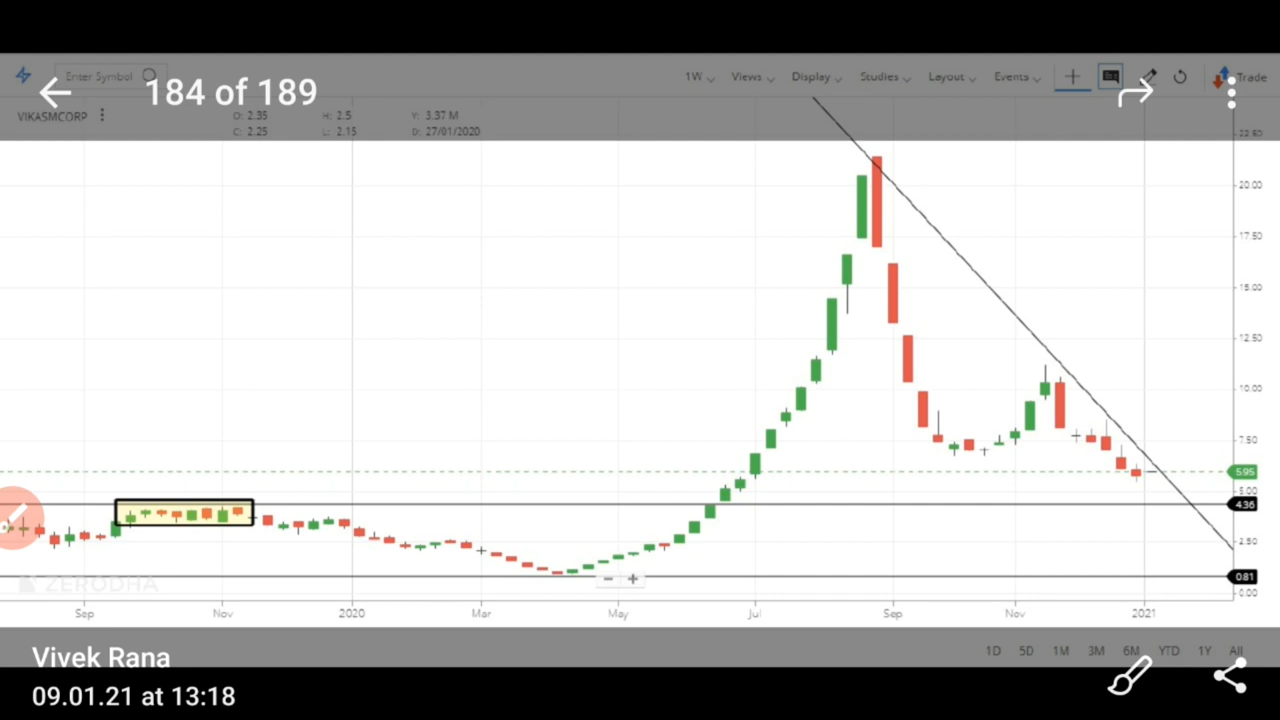 Enter Symbol
184 of 189
1W Views Display Studies Layout Events Trade
VIKASMCORP O: 2.35 H: 2.5 V: 3.37 M
C: 2.25 L: 2.15 D: 27/01/2020
22.50
20.00
17.50
15.00
12.50
10.00
7.50
5.95
5.00
4.36
2.50
0.81
0.00
ZERODHA
Sep Nov 2020 Mar May Jul Sep Nov 2021
1D 5D 1M 3M 6M YTD 1Y All
Vivek Rana
09.01.21 at 13:18